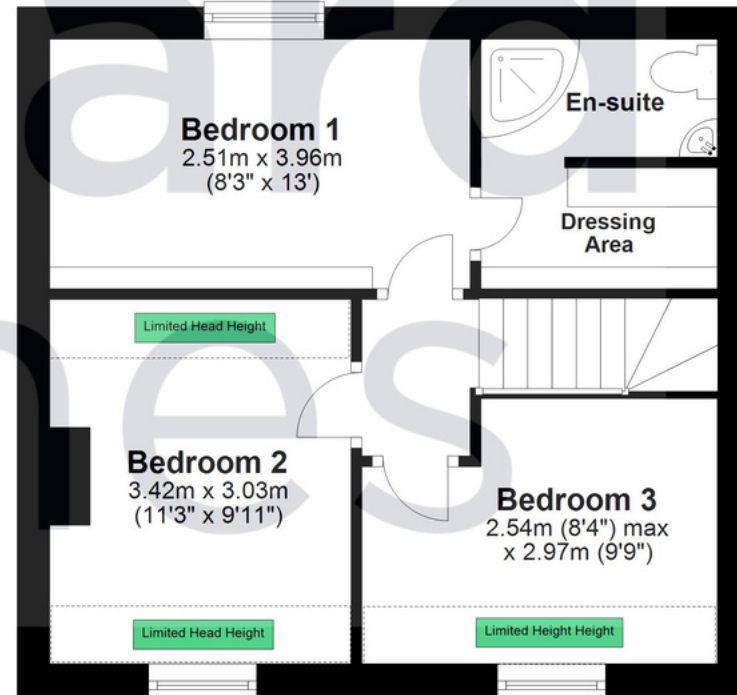 ard
Bedroom 1
2.51m x 3.96m
(8'3" x 13')
En-suite
Dressing
Area
Limited Head Height
nes
Bedroom 2
3.42m x 3.03m
(11'3" x 9'11")
Bedroom 3
2.54m (8'4") max
x 2.97m (9'9")
Limited Head Height
Limited Height Height